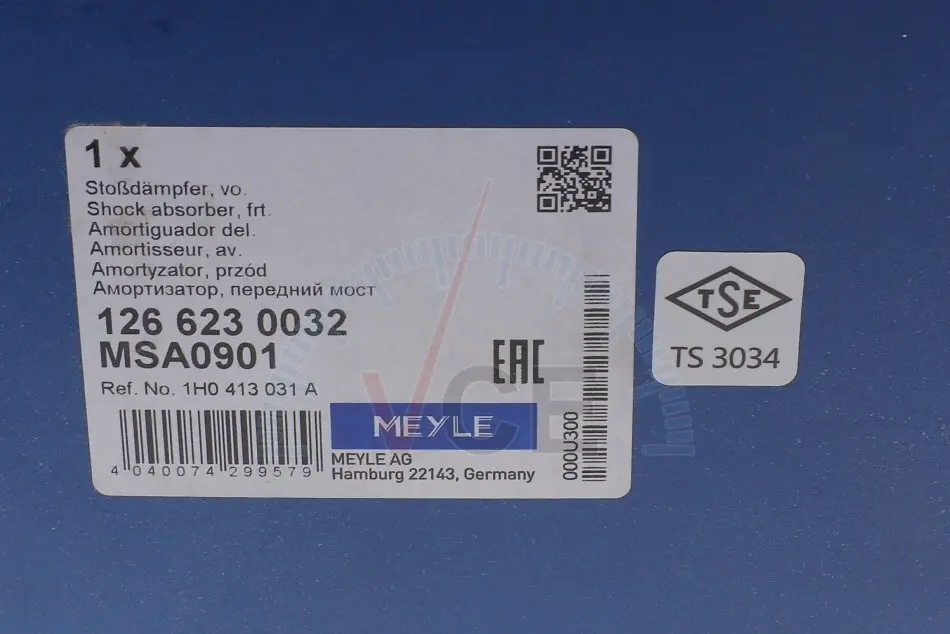 1 x
Stoßdämpfer, vo.
Shock absorber, frt.
Amortiguador del.
Amortisseur, av.
Amortyzator, przód
Амортизатор, передний мост
126 623 0032
MSA0901
Ref. No. 1H0 413 031 A
4 040074 299579
EAC
MEYLE
MEYLE AG
Hamburg 22143, Germany
000U300
TSE
TS 3034
VCE